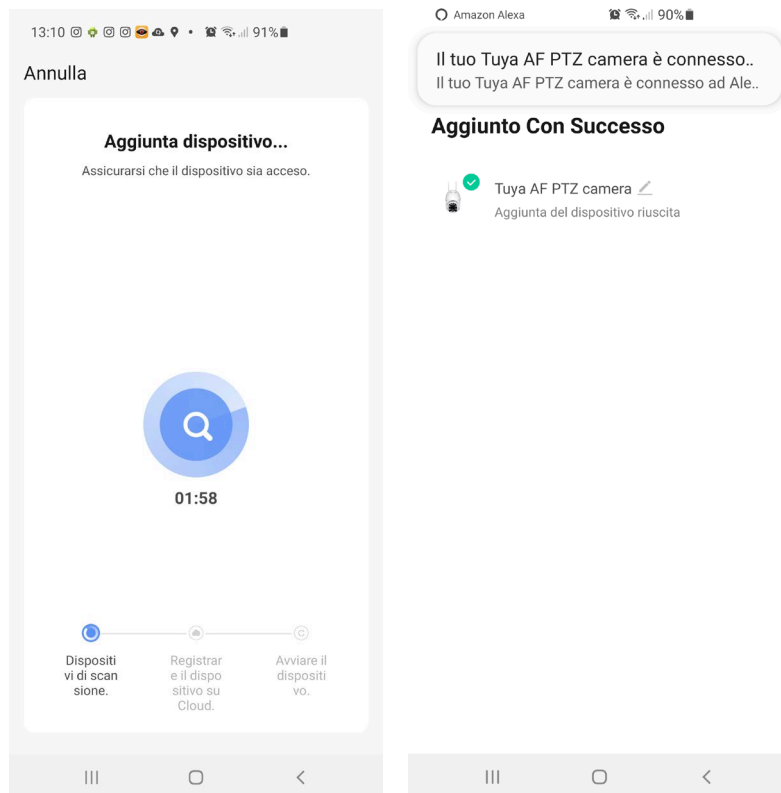 13:10
91%
Annulla
Aggiunta dispositivo...
Assicurarsi che il dispositivo sia acceso.
01:58
Dispositi
vi di scan
sione.
Registrar
e il dispo
sitivo su
Cloud.
Avviare il
dispositi
vo.
Amazon Alexa
90%
Il tuo Tuya AF PTZ camera è connesso..
Il tuo Tuya AF PTZ camera è connesso ad Ale..
Aggiunto Con Successo
Tuya AF PTZ camera
Aggiunta del dispositivo riuscita